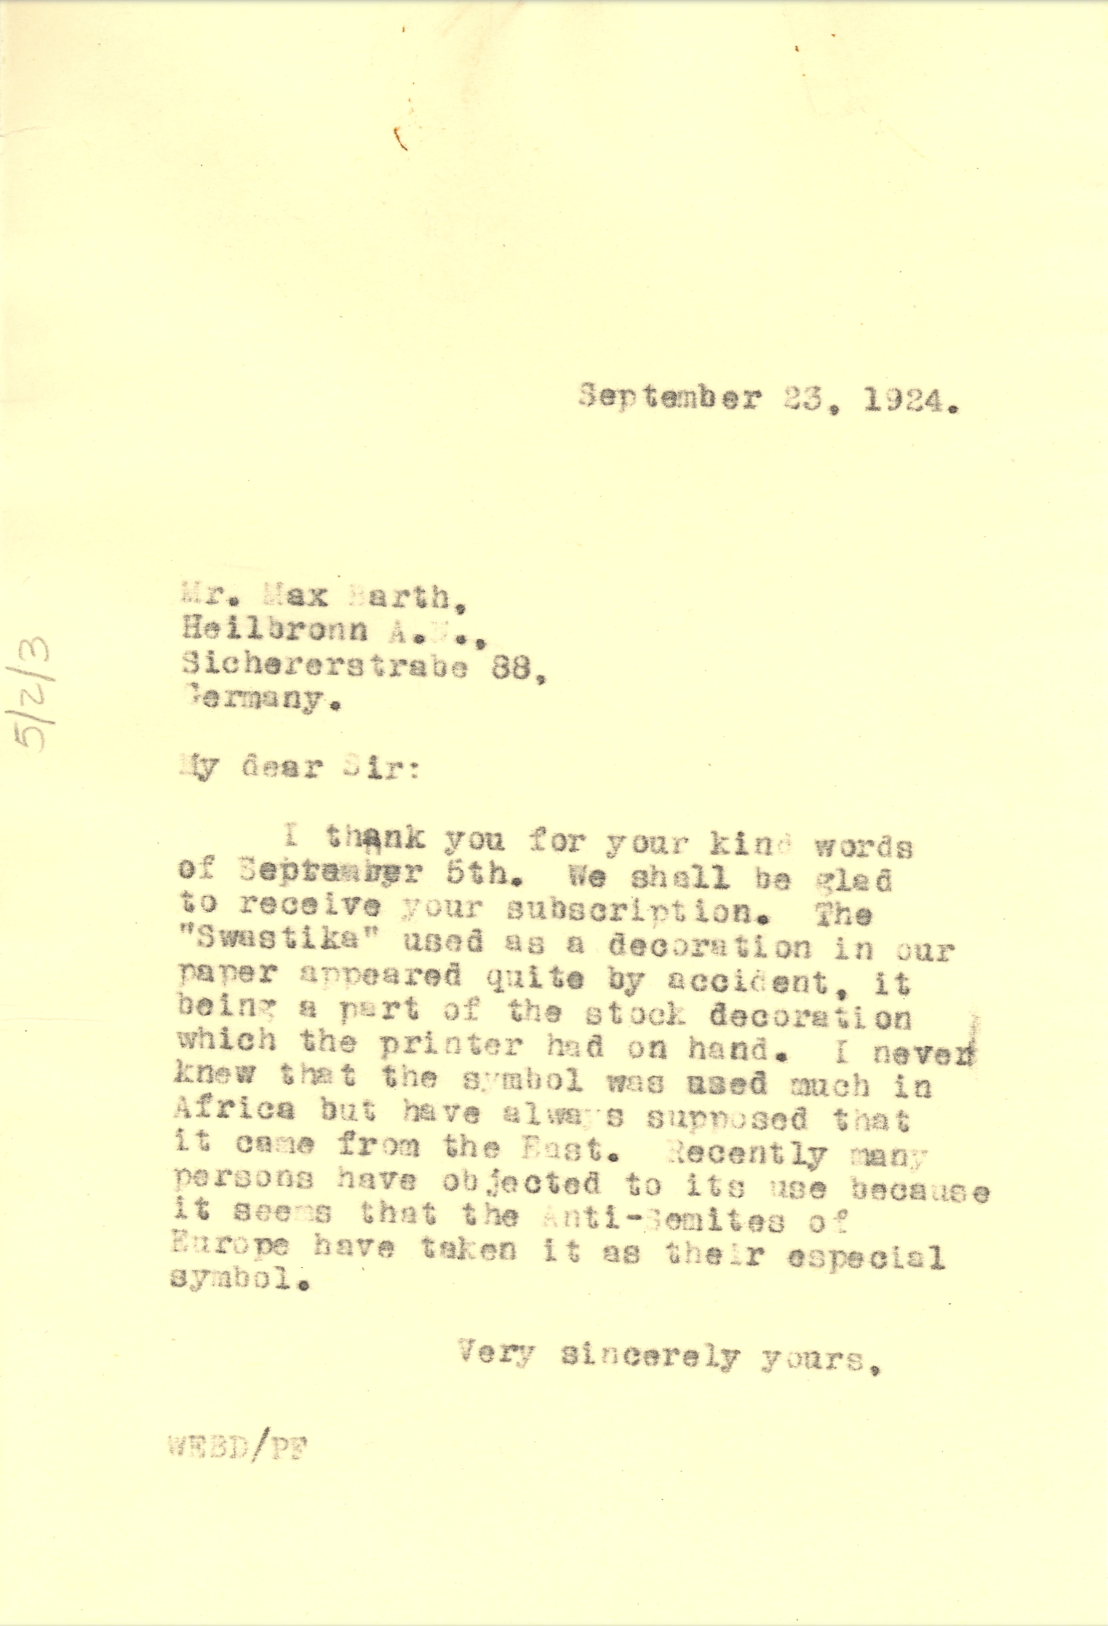 September 23, 1924.
Mr. Max Barth,
Heilbronn A. .,
Sichererstrabe 88,
Germany.
My dear Sir:
I thank you for your kind words
of September 5th. We shall be glad
to receive your subscription. The
"Swastika" used as a decoration in our
paper appeared quite by accident, it
being a part of the stock decoration
which the printer had on hand. I never
knew that the symbol was used much in
Africa but have always supposed that
it came from the East. Recently many
persons have objected to its use because
it seems that the Anti-Semites of
Europe have taken it as their especial
symbol.
Very sincerely yours,
WEBD/PF
5/2/3